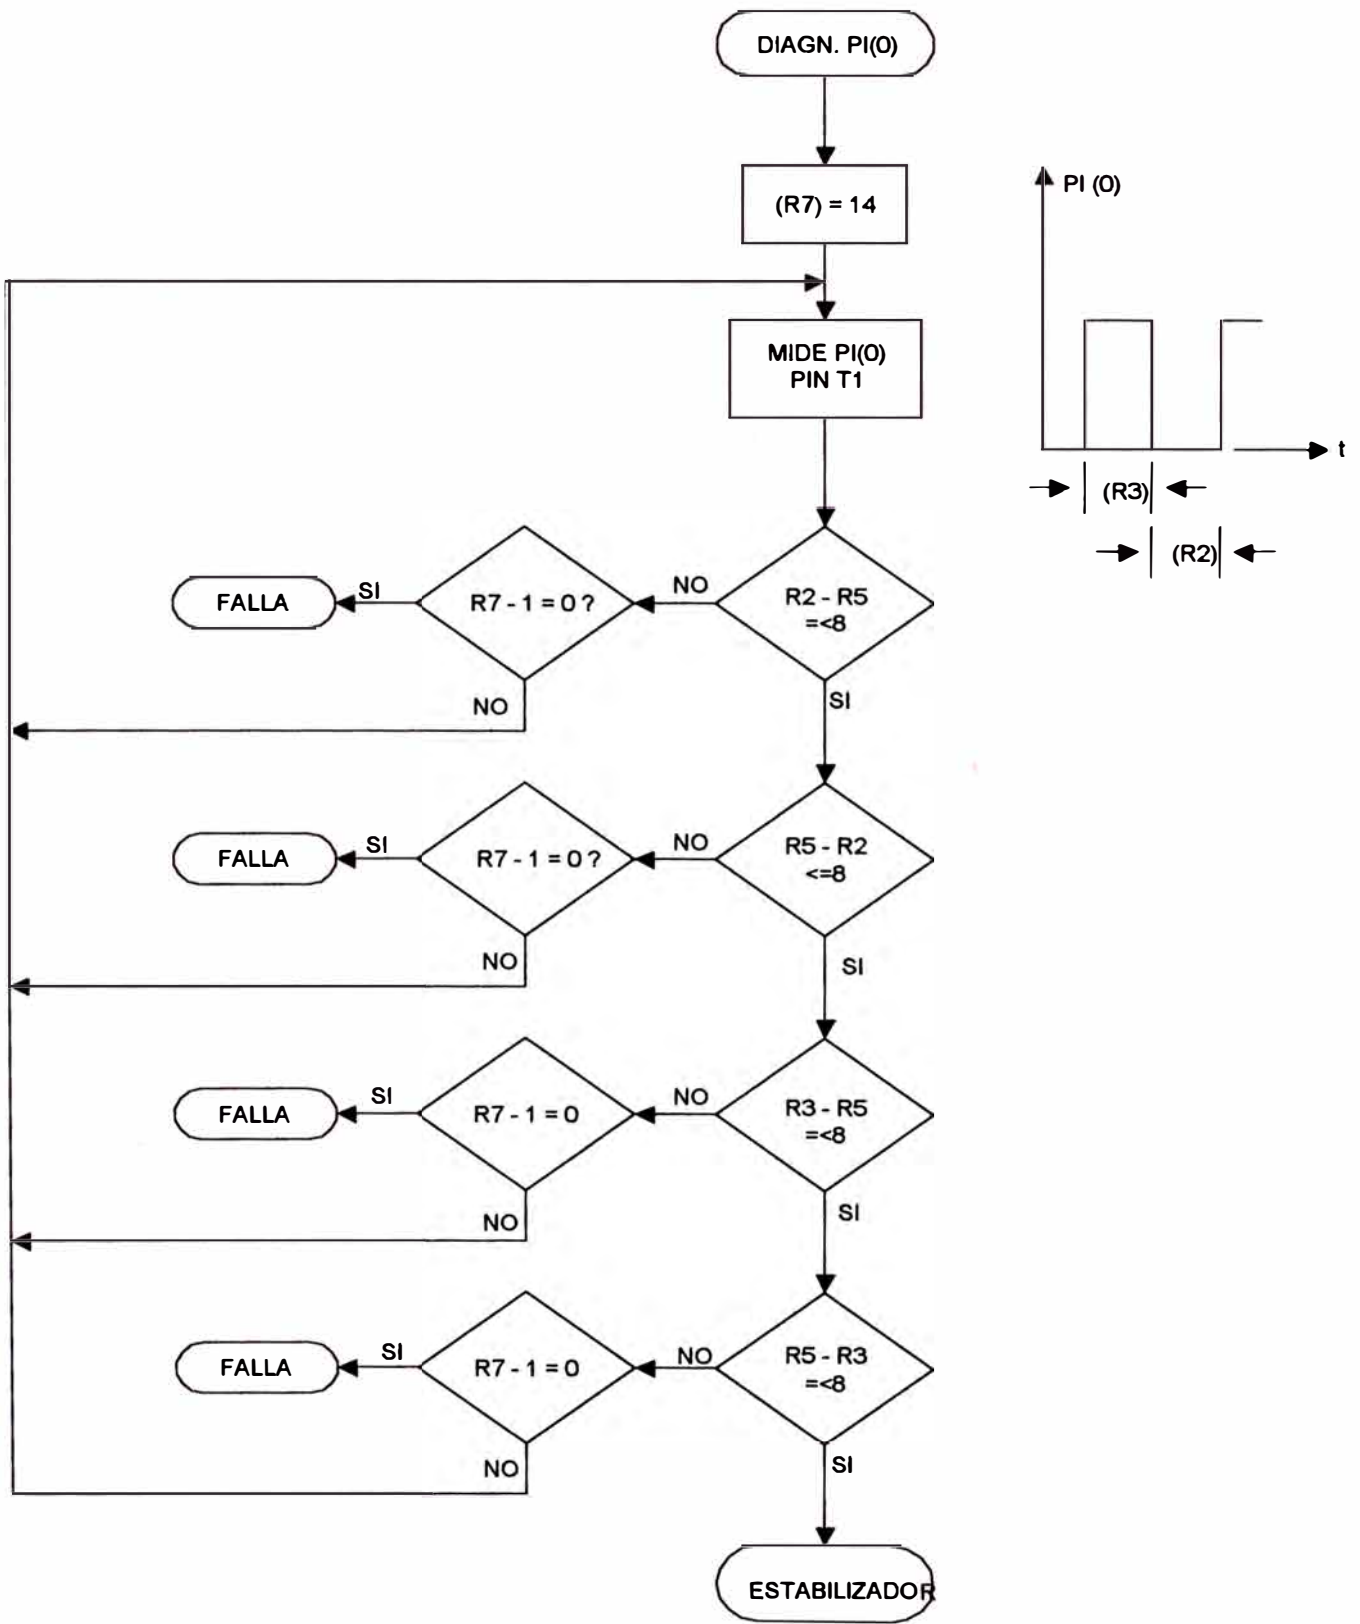 DIAGN. PI(0)
(R7) = 14
PI (0)
MIDE PI(0)
PIN T1
t
(R3)
(R2)
FALLA
SI
R7 - 1 = 0 ?
NO
R2 - R5
=<8
NO
SI
FALLA
SI
R7 - 1 = 0 ?
NO
R5 - R2
<=8
NO
SI
FALLA
SI
R7 - 1 = 0
NO
R3 - R5
=<8
NO
SI
FALLA
SI
R7 - 1 = 0
NO
R5 - R3
=<8
NO
SI
ESTABILIZADOR